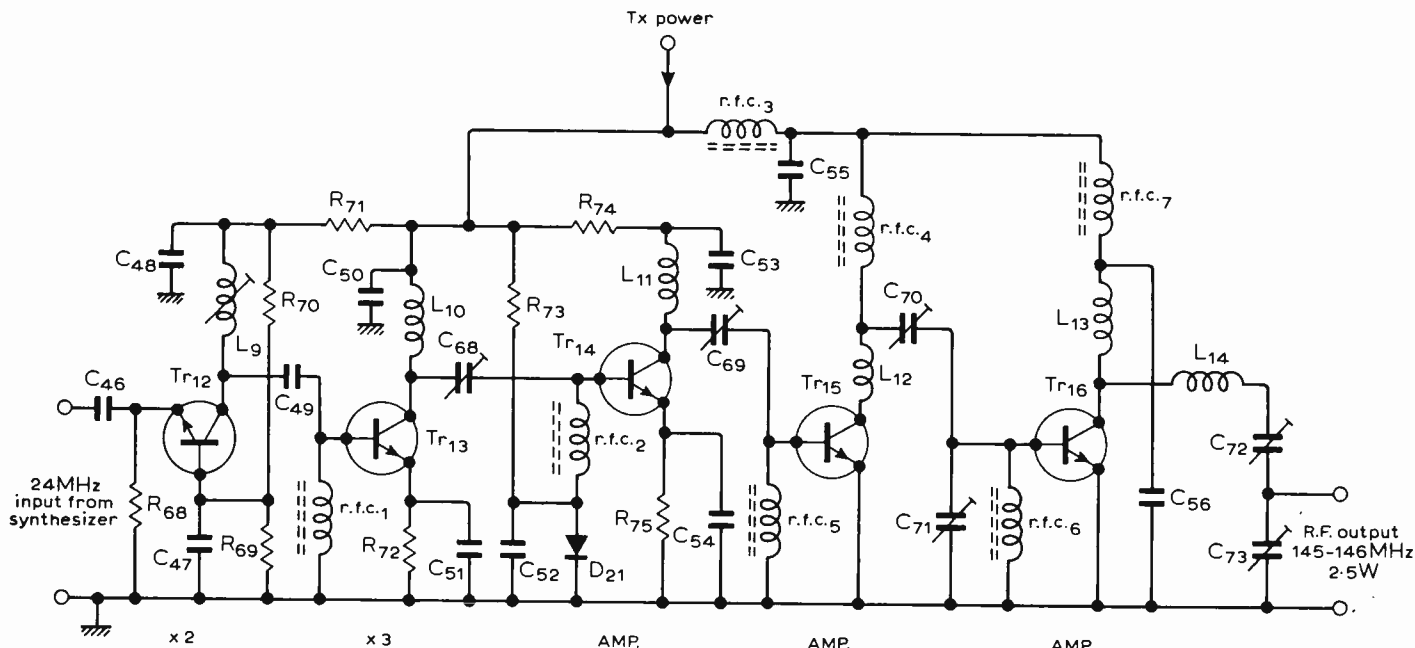 Tx power
r.f.c.3
C55
R71
R74
r.f.c.7
C48
r.f.c.4
C50
L11
C53
R70
L10
R73
C70
L9
C68
C69
L13
Tr14
L14
C46
Tr12
C49
Tr15
L12
Tr16
Tr13
r.f.c.2
C72
24MHz
input from
synthesizer
R68
r.f.c.1
R75
C54
r.f.c.5
C71
r.f.c.6
C56
C47
R69
R72
C51
C52
D21
C73
R.F. output
145-146MHz
2·5W
x 2
x 3
AMP.
AMP.
AMP